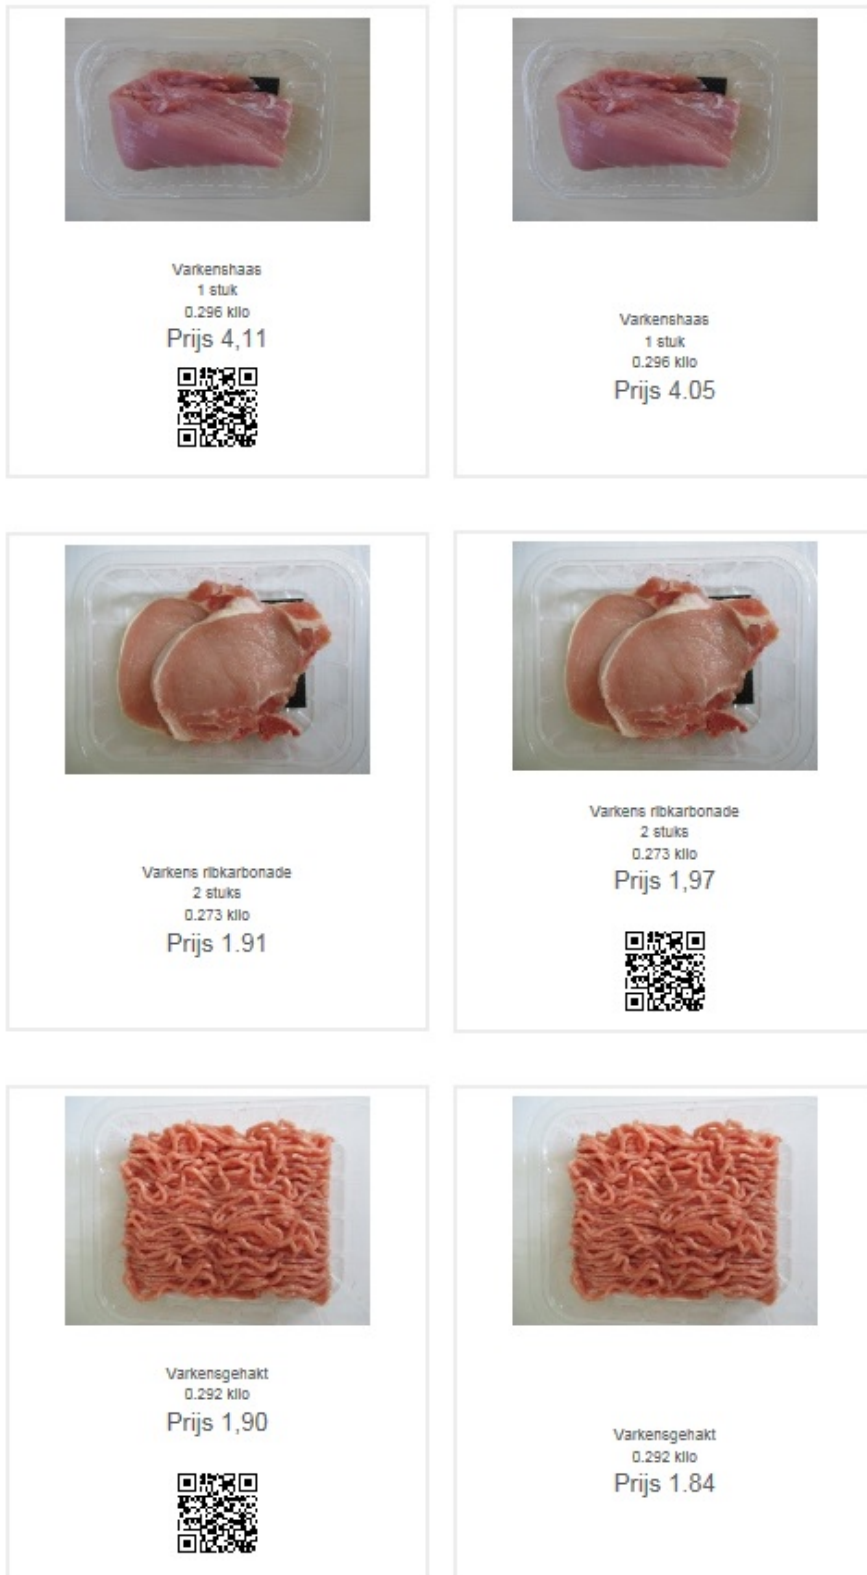 Varkenshaas
1 stuk
0.296 kilo
Prijs 4,11
Varkenshaas
1 stuk
0.296 kilo
Prijs 4.05
Varkens ribkarbonade
2 stuks
0.273 kilo
Prijs 1.91
Varkens ribkarbonade
2 stuks
0.273 kilo
Prijs 1,97
Varkensgehakt
0.292 kilo
Prijs 1,90
Varkensgehakt
0.292 kilo
Prijs 1.84